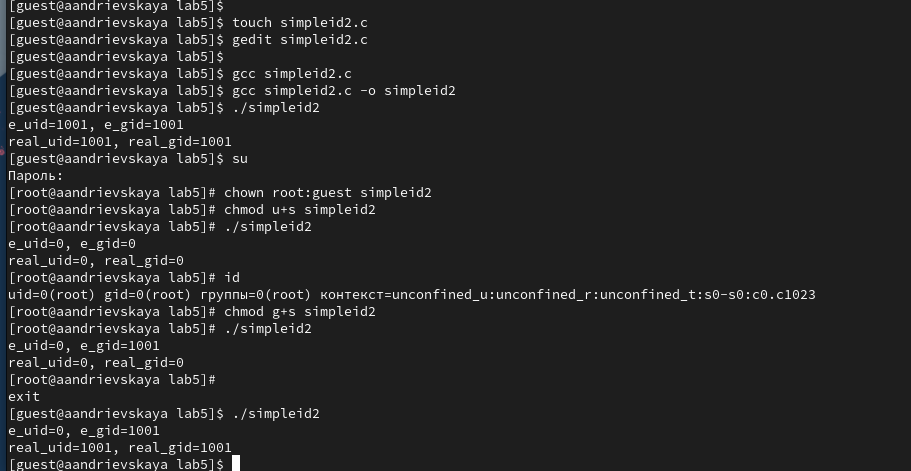 [guest@aandrievskaya lab5]$
[guest@aandrievskaya lab5]$ touch simpleid2.c
[guest@aandrievskaya lab5]$ gedit simpleid2.c
[guest@aandrievskaya lab5]$
[guest@aandrievskaya lab5]$ gcc simpleid2.c
[guest@aandrievskaya lab5]$ gcc simpleid2.c -o simpleid2
[guest@aandrievskaya lab5]$ ./simpleid2
e_uid=1001, e_gid=1001
real_uid=1001, real_gid=1001
[guest@aandrievskaya lab5]$ su
Пароль:
[root@aandrievskaya lab5]# chown root:guest simpleid2
[root@aandrievskaya lab5]# chmod u+s simpleid2
[root@aandrievskaya lab5]# ./simpleid2
e_uid=0, e_gid=0
real_uid=0, real_gid=0
[root@aandrievskaya lab5]# id
uid=0(root) gid=0(root) группы=0(root) контекст=unconfined_u:unconfined_r:unconfined_t:s0-s0:c0.c1023
[root@aandrievskaya lab5]# chmod g+s simpleid2
[root@aandrievskaya lab5]# ./simpleid2
e_uid=0, e_gid=1001
real_uid=0, real_gid=0
[root@aandrievskaya lab5]#
exit
[guest@aandrievskaya lab5]$ ./simpleid2
e_uid=0, e_gid=1001
real_uid=1001, real_gid=1001
[guest@aandrievskaya lab5]$